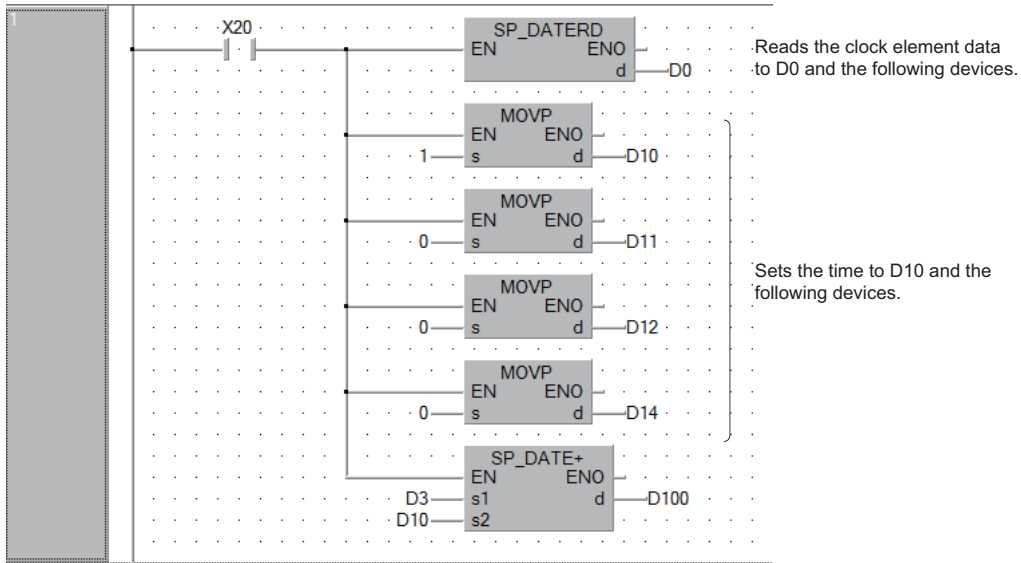 1
X20
SP_DATERD
EN ENO
d D0
Reads the clock element data
to D0 and the following devices.
MOVP
EN ENO
1 s d D10
MOVP
EN ENO
0 s d D11
Sets the time to D10 and the
following devices.
MOVP
EN ENO
0 s d D12
MOVP
EN ENO
0 s d D14
SP_DATE+
EN ENO
D3 s1 d D100
D10 s2